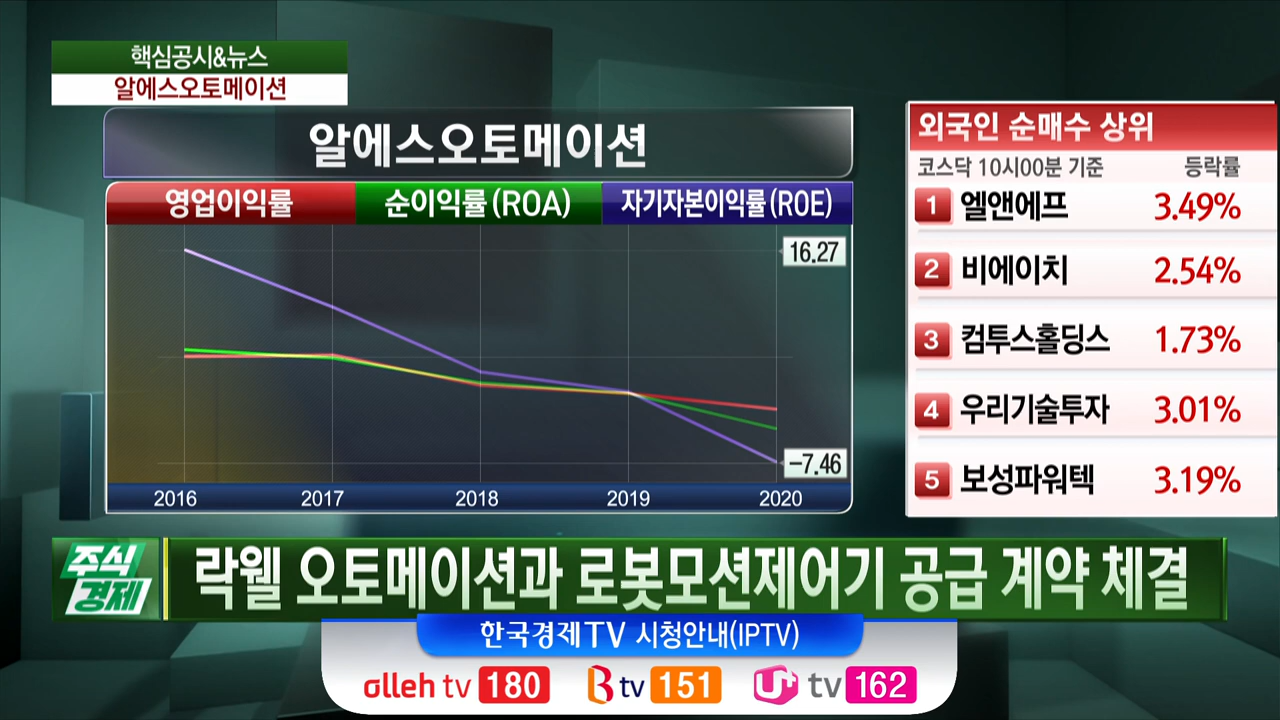 핵심공시&뉴스
알에스오토메이션
알에스오토메이션
영업이익률 순이익률(ROA) 자기자본이익률(ROE)
16.27
-7.46
2016 2017 2018 2019 2020
외국인 순매수 상위
코스닥 10시00분 기준 등락률
1 엘앤에프 3.49%
2 비에이치 2.54%
3 컴투스홀딩스 1.73%
4 우리기술투자 3.01%
5 보성파워텍 3.19%
주식
경제
락웰 오토메이션과 로봇모션제어기 공급 계약 체결
한국경제TV 시청안내(IPTV)
olleh tv 180 B tv 151 U+ tv 162